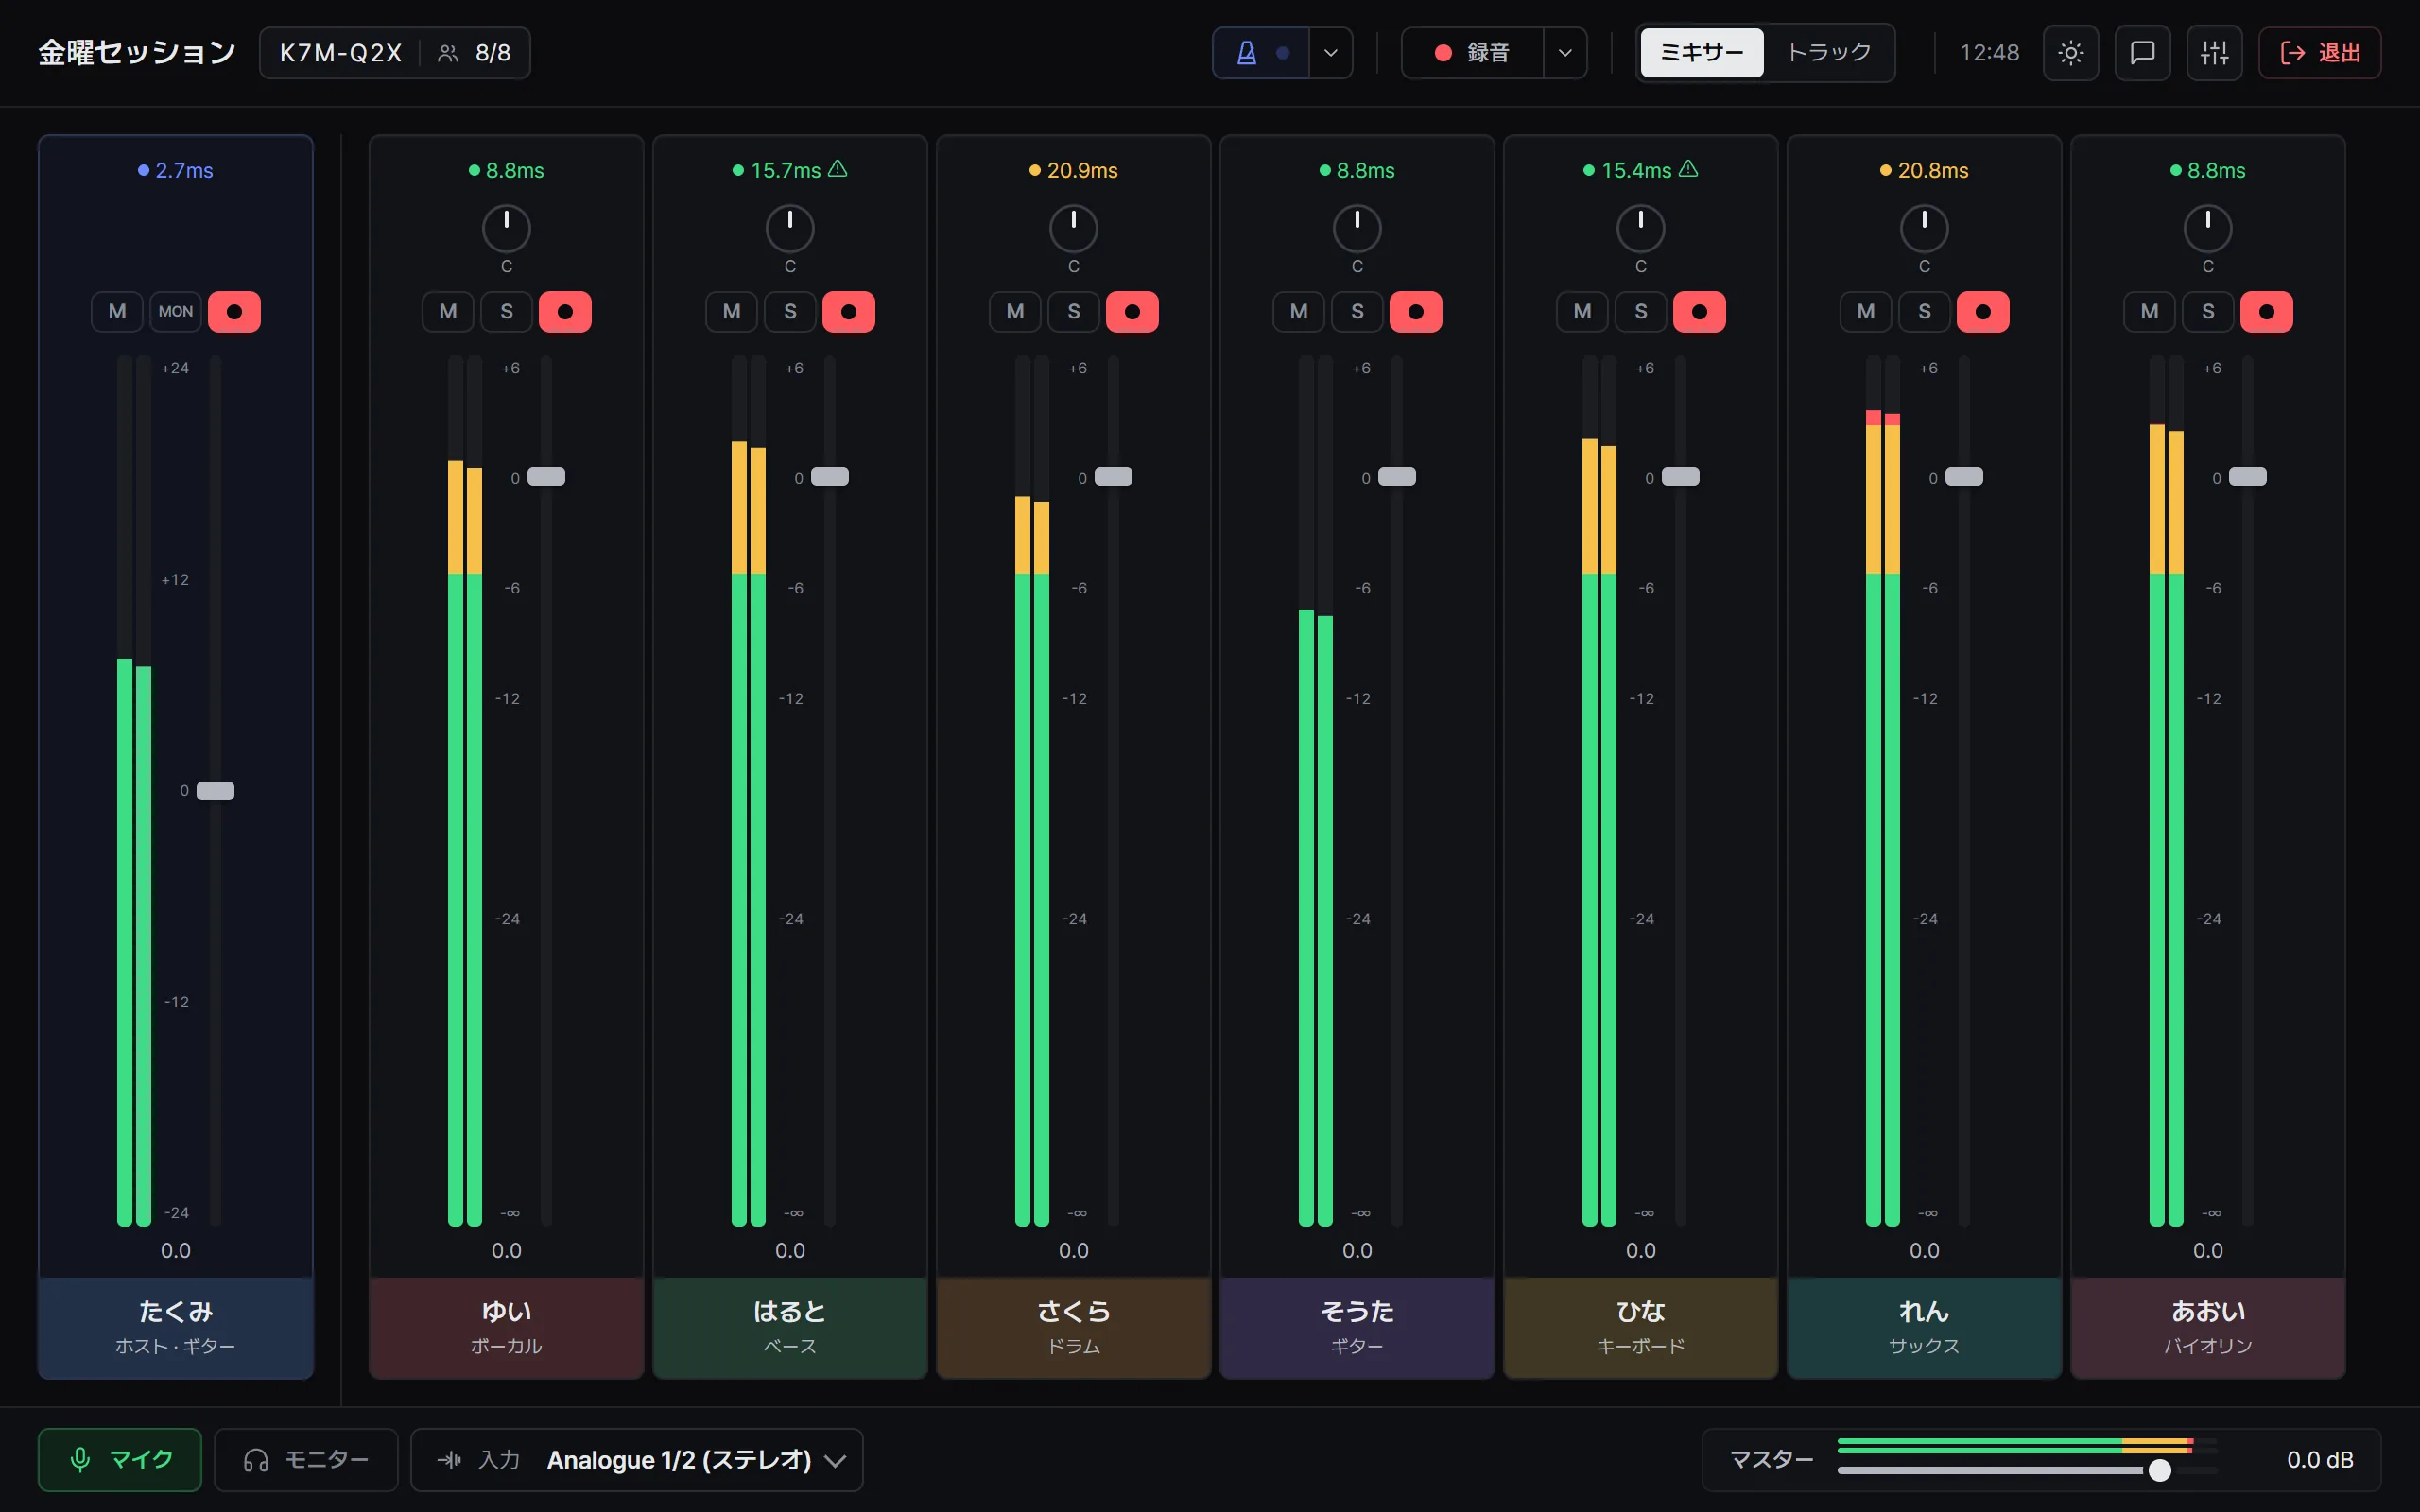 金曜セッション
K7M-Q2X 8/8
録音
ミキサー トラック
12:48
退出
2.7ms
M MON
+24
+12
0
-12
-24
0.0
たくみ
ホスト · ギター
8.8ms
C
M S
+6
0
-6
-12
-24
-∞
0.0
ゆい
ボーカル
15.7ms
C
M S
+6
0
-6
-12
-24
-∞
0.0
はると
ベース
20.9ms
C
M S
+6
0
-6
-12
-24
-∞
0.0
さくら
ドラム
8.8ms
C
M S
+6
0
-6
-12
-24
-∞
0.0
そうた
ギター
15.4ms
C
M S
+6
0
-6
-12
-24
-∞
0.0
ひな
キーボード
20.8ms
C
M S
+6
0
-6
-12
-24
-∞
0.0
れん
サックス
8.8ms
C
M S
+6
0
-6
-12
-24
-∞
0.0
あおい
バイオリン
マイク
モニター
入力 Analogue 1/2 (ステレオ)
マスター
0.0 dB